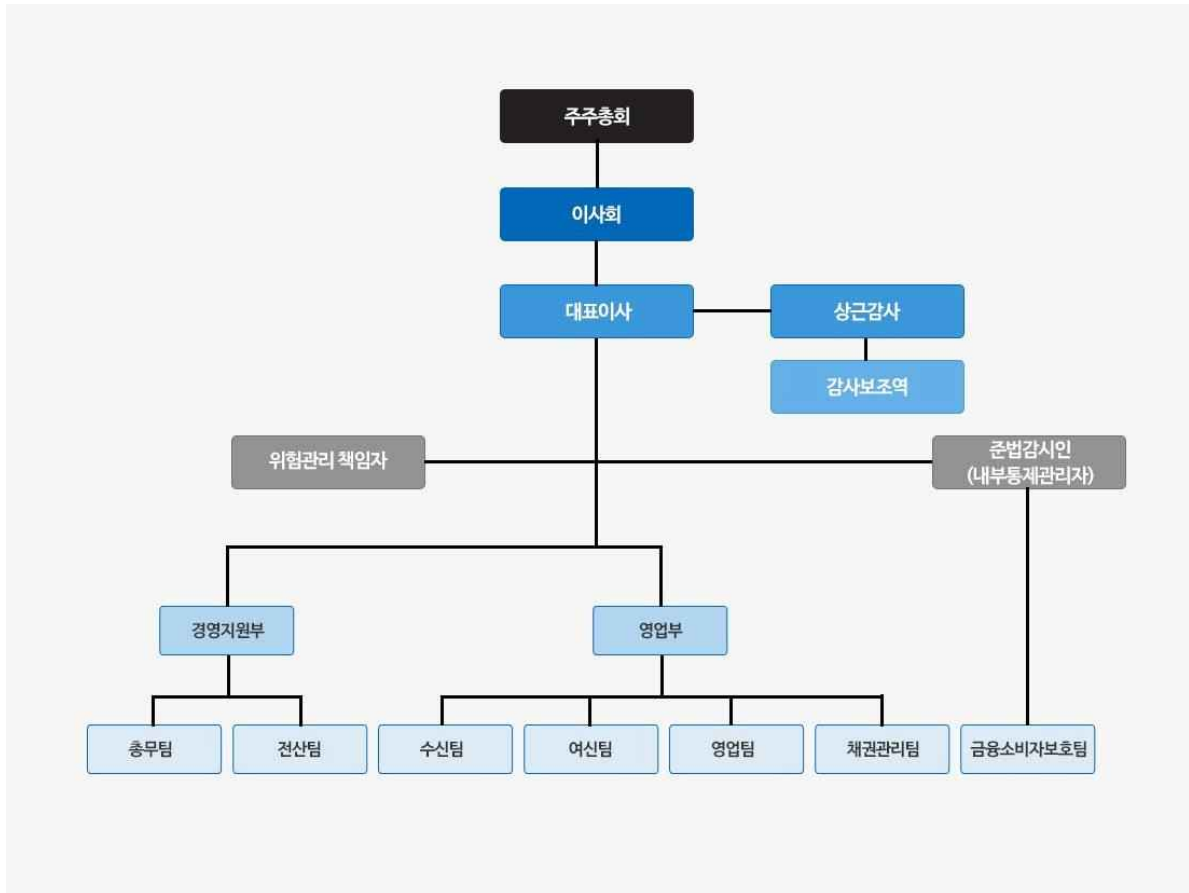 주주총회
이사회
대표이사
상근감사
감사보조역
위험관리 책임자
준법감시인
(내부통제관리자)
경영지원부
영업부
총무팀
전산팀
수신팀
여신팀
영업팀
채권관리팀
금융소비자보호팀